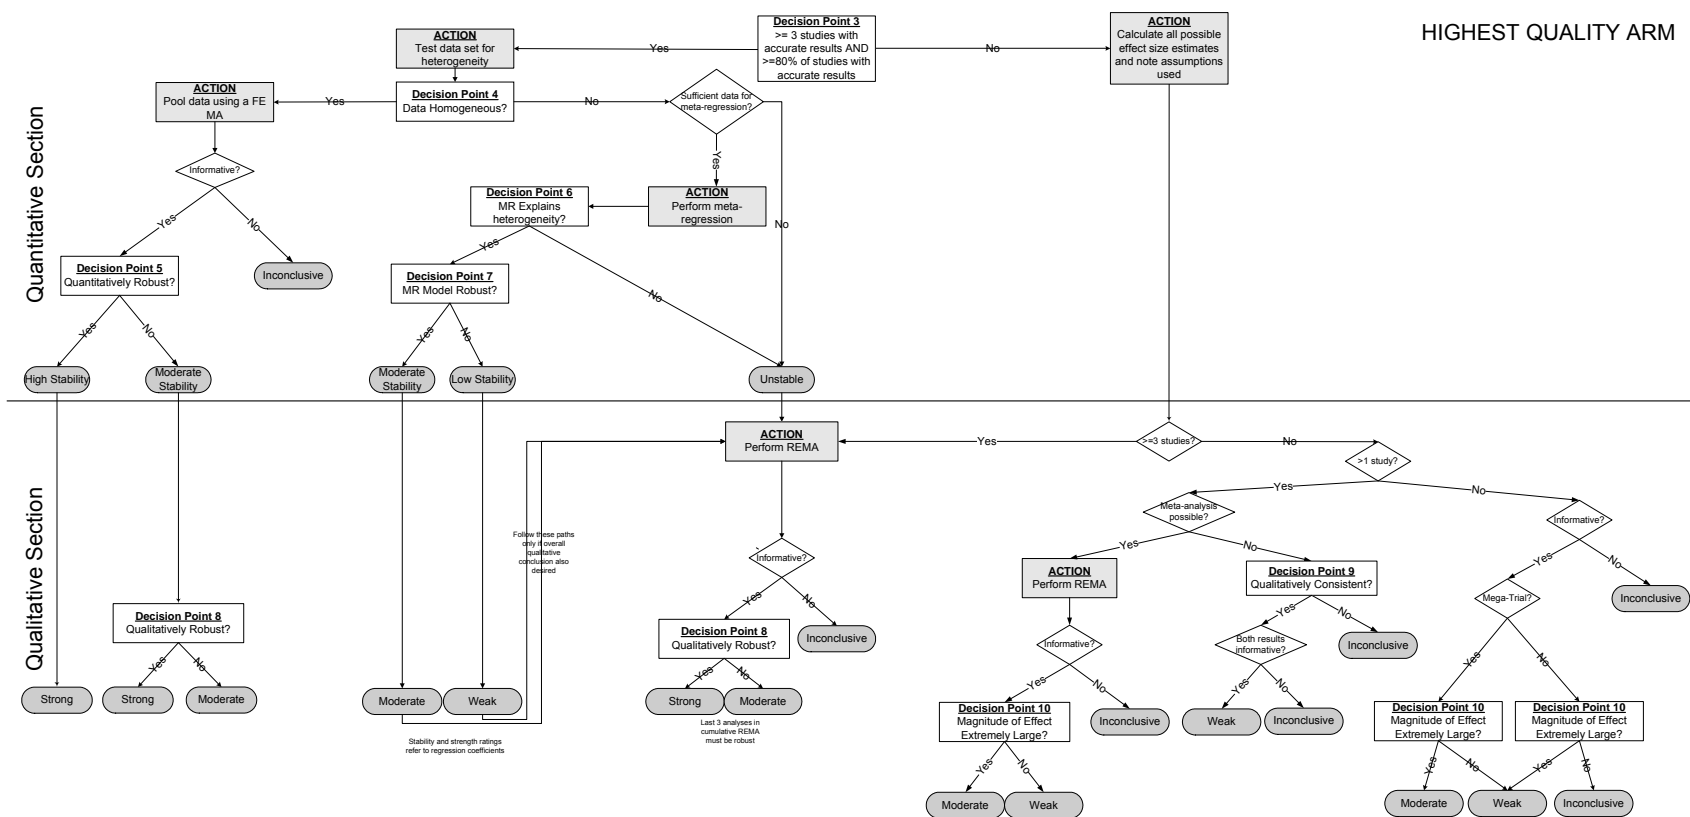 HIGHEST QUALITY ARM
Quantitative Section
Qualitative Section
Decision Point 3
>= 3 studies with
accurate results AND
>=80% of studies with
accurate results
Yes
No
ACTION
Test data set for
heterogeneity
ACTION
Calculate all possible
effect size estimates
and note assumptions
used
Decision Point 4
Data Homogeneous?
Yes
No
ACTION
Pool data using a FE
MA
Sufficient data for
meta-regression?
Yes
No
Informative?
Yes
No
ACTION
Perform meta-
regression
Decision Point 6
MR Explains
heterogeneity?
Yes
No
Decision Point 5
Quantitatively Robust?
Yes
No
Inconclusive
Decision Point 7
MR Model Robust?
Yes
No
High Stability
Moderate
Stability
Moderate
Stability
Low Stability
Unstable
ACTION
Perform REMA
Yes
>=3 studies?
No
>1 study?
Yes
No
Meta-analysis
possible?
Yes
No
Informative?
Yes
No
Follow these paths
only if overall
qualitative
conclusion also
desired
Informative?
Yes
No
ACTION
Perform REMA
Decision Point 9
Qualitatively Consistent?
Yes
No
Mega-Trial?
Yes
No
Inconclusive
Decision Point 8
Qualitatively Robust?
Yes
No
Decision Point 8
Qualitatively Robust?
Yes
No
Inconclusive
Informative?
Yes
No
Both results
informative?
Yes
No
Inconclusive
Strong
Strong
Moderate
Moderate
Weak
Strong
Moderate
Last 3 analyses in
cumulative REMA
must be robust
Stability and strength ratings
refer to regression coefficients
Decision Point 10
Magnitude of Effect
Extremely Large?
Yes
No
Inconclusive
Weak
Inconclusive
Decision Point 10
Magnitude of Effect
Extremely Large?
Yes
No
Decision Point 10
Magnitude of Effect
Extremely Large?
Yes
No
Moderate
Weak
Moderate
Weak
Inconclusive